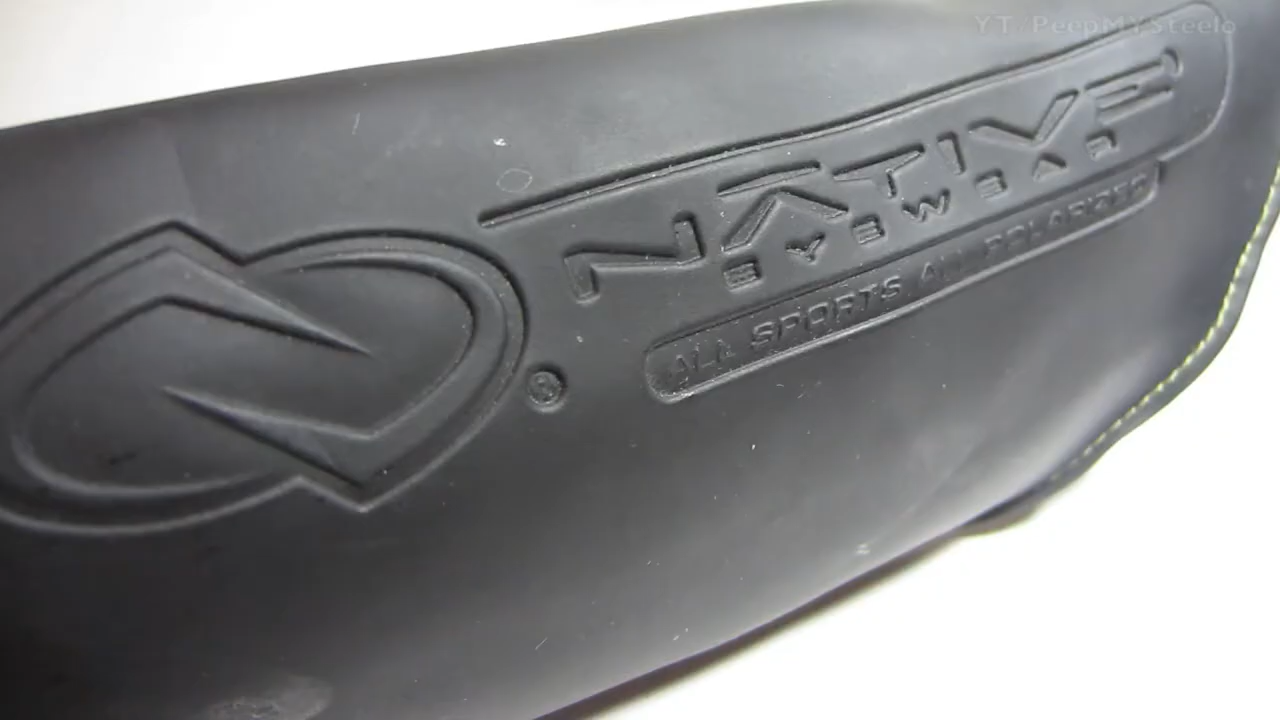 YT/PeepMYSteelo
NATIVE
EYEWEAR
ALL SPORTS ALL POLARIZED
®